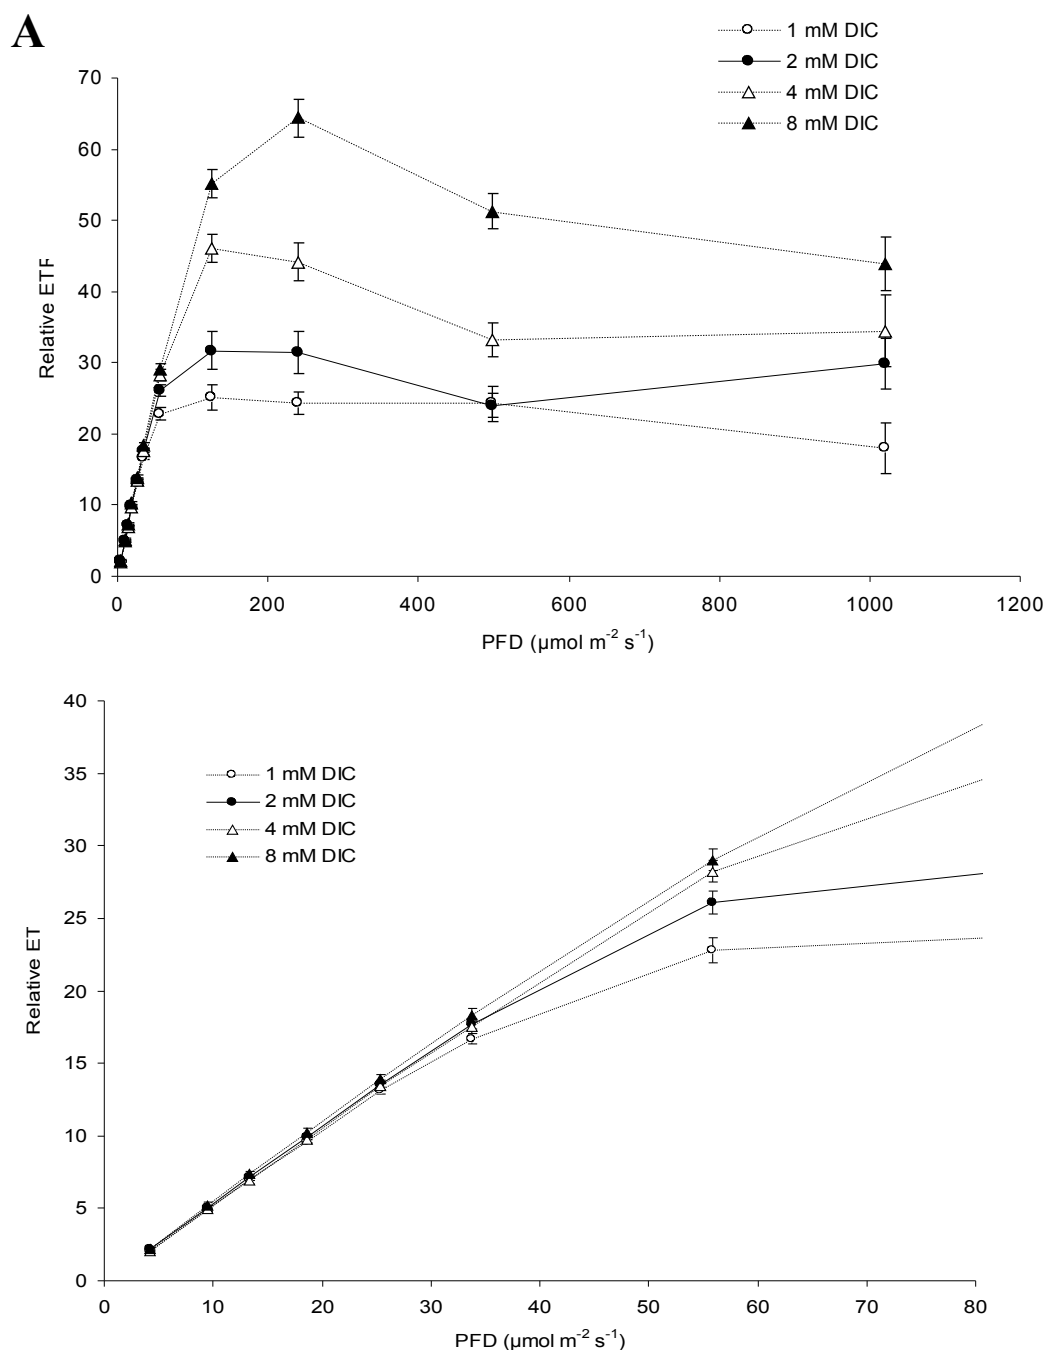 A
1 mM DIC
2 mM DIC
4 mM DIC
8 mM DIC
70
60
50
40
30
20
10
0
Relative ETF
0 200 400 600 800 1000 1200
PFD (µmol m⁻² s⁻¹)
40
35
30
25
20
15
10
5
0
1 mM DIC
2 mM DIC
4 mM DIC
8 mM DIC
Relative ET
0 10 20 30 40 50 60 70 80
PFD (µmol m⁻² s⁻¹)